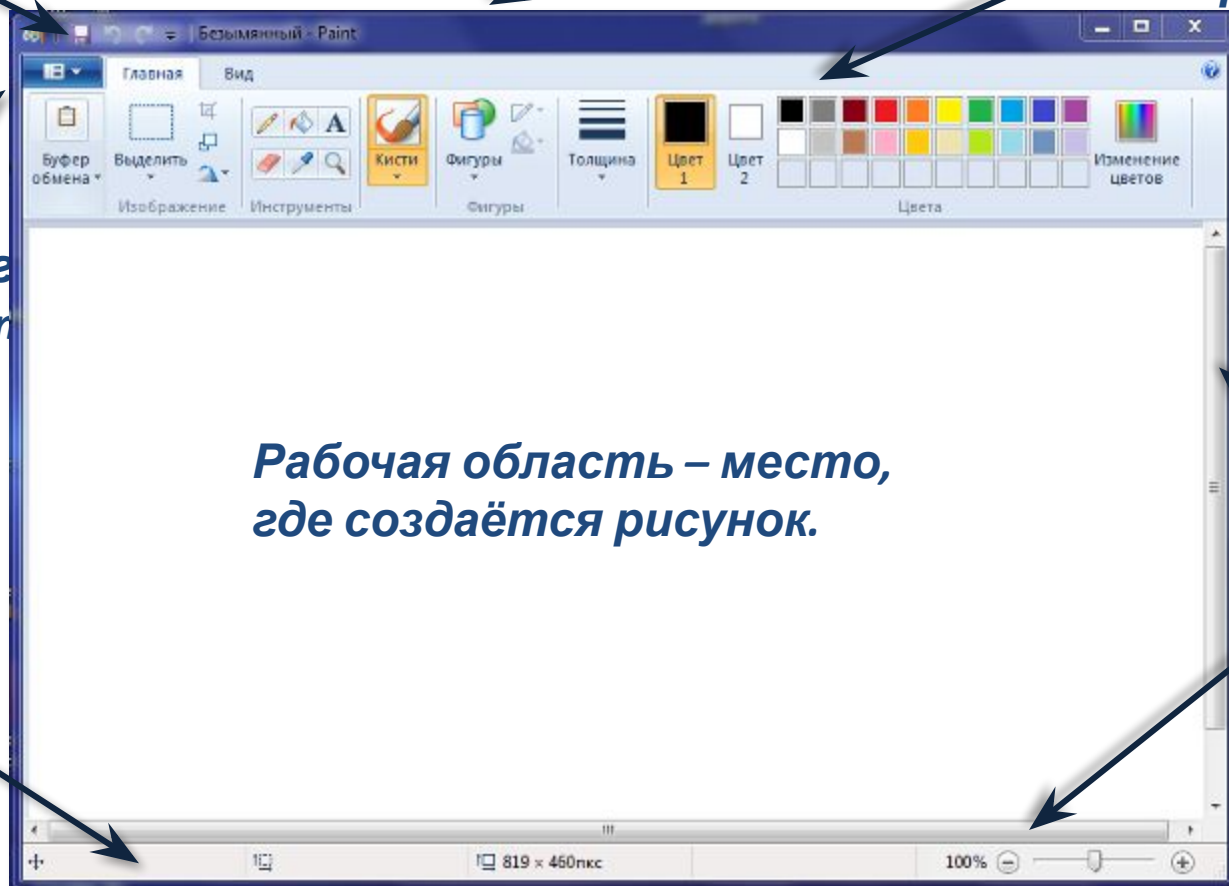 Безымянный - Paint
Главная Вид
Буфер обмена
Выделить
Кисти
Фигуры
Толщина
Цвет 1
Цвет 2
Изменение цветов
Изображение Инструменты Фигуры Цвета
Рабочая область – место,
где создаётся рисунок.
819 × 460пкс 100%